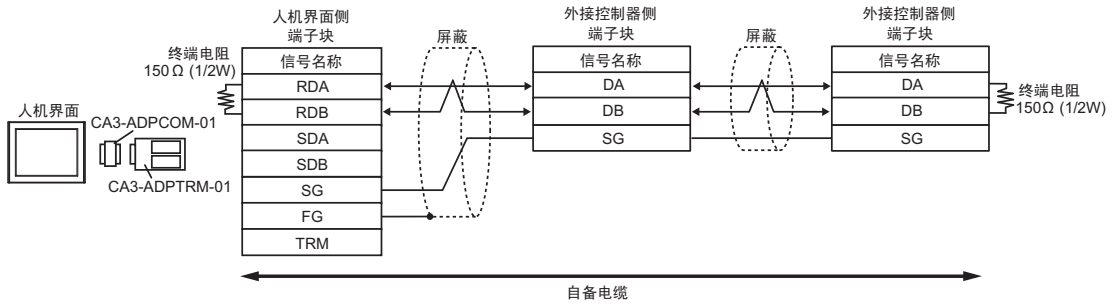 人机界面
CA3-ADPCOM-01
CA3-ADPTRM-01
终端电阻
150Ω (1/2W)
人机界面侧
端子块
信号名称
RDA
RDB
SDA
SDB
SG
FG
TRM
屏蔽
外接控制器侧
端子块
信号名称
DA
DB
SG
屏蔽
外接控制器侧
端子块
信号名称
DA
DB
SG
终端电阻
150Ω (1/2W)
自备电缆